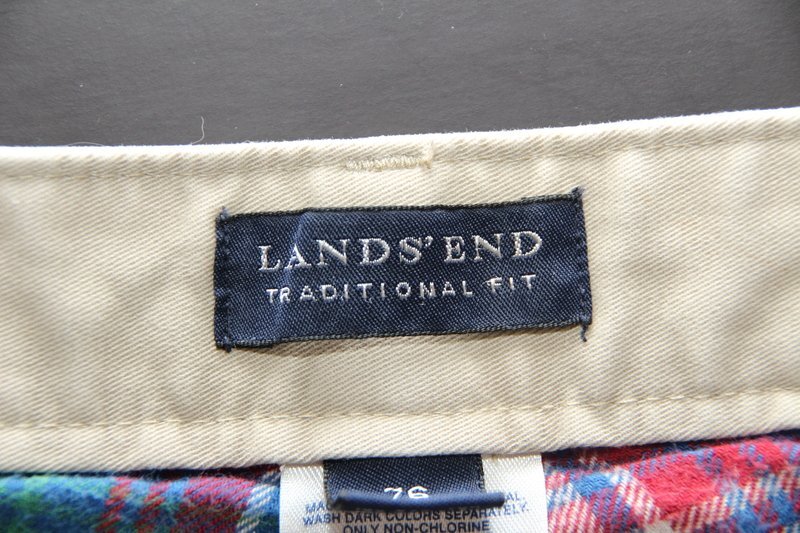 LANDS' END
TRADITIONAL FIT
WASH DARK COLORS SEPARATELY.
ONLY NON-CHLORINE